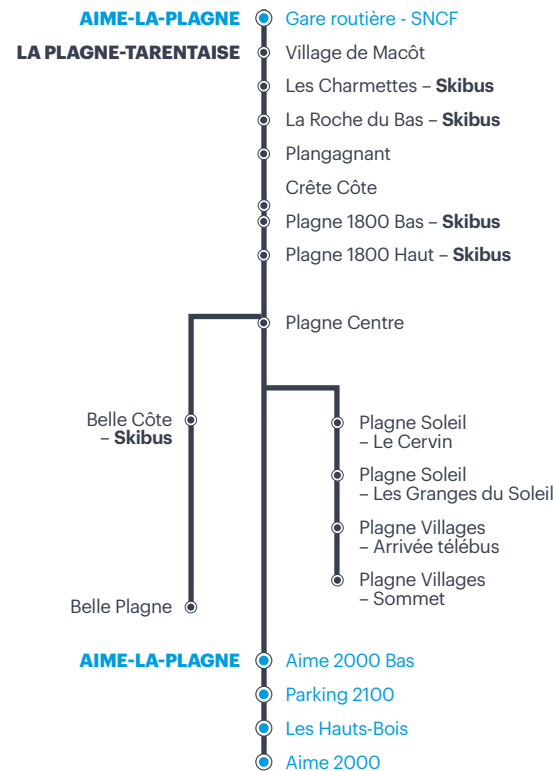 AIME-LA-PLAGNE Gare routière - SNCF
LA PLAGNE-TARENTAISE Village de Macôt
Les Charmettes – Skibus
La Roche du Bas – Skibus
Plangagnant
Crête Côte
Plagne 1800 Bas – Skibus
Plagne 1800 Haut – Skibus
Plagne Centre
Belle Côte
– Skibus
Belle Plagne
Plagne Soleil
– Le Cervin
Plagne Soleil
– Les Granges du Soleil
Plagne Villages
– Arrivée télébus
Plagne Villages
– Sommet
AIME-LA-PLAGNE Aime 2000 Bas
Parking 2100
Les Hauts-Bois
Aime 2000